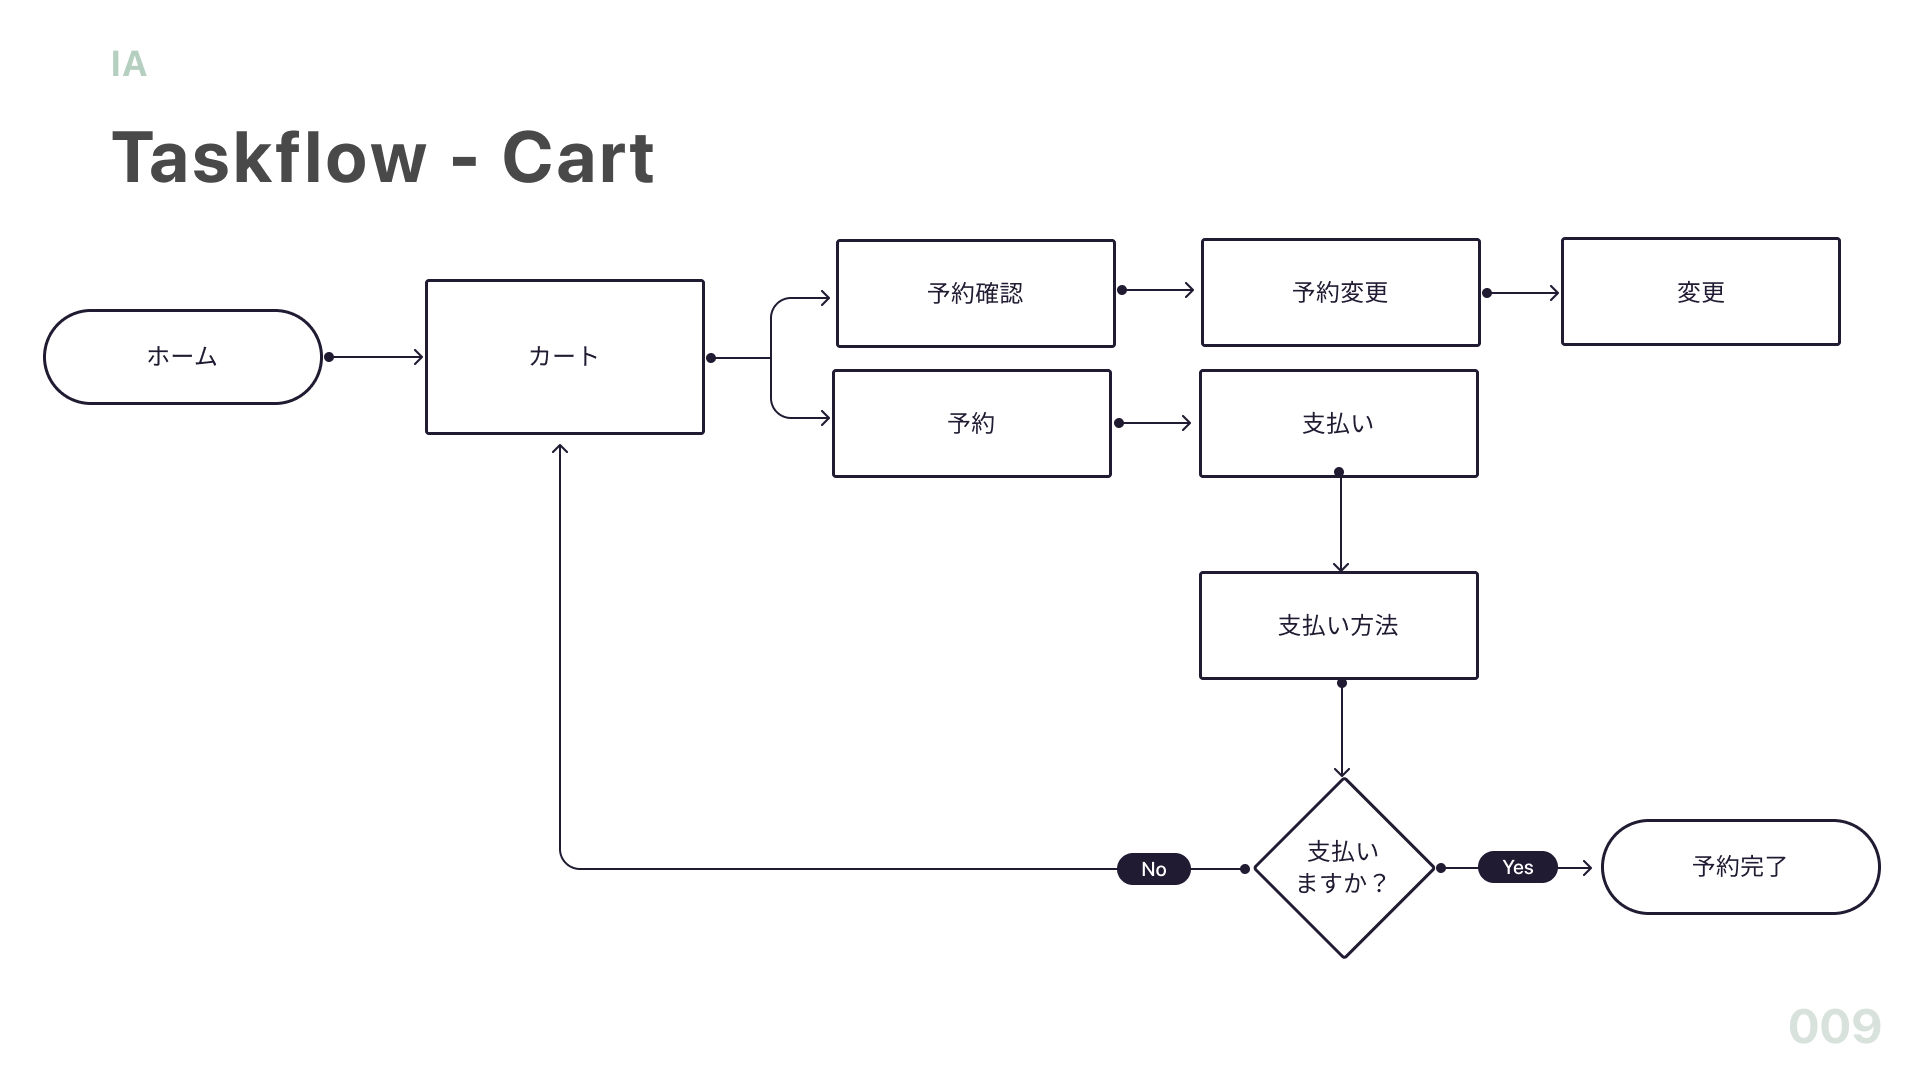 IA
Taskflow - Cart
ホーム
カート
予約確認
予約変更
変更
予約
支払い
支払い方法
支払い
ますか？
No
Yes
予約完了
009